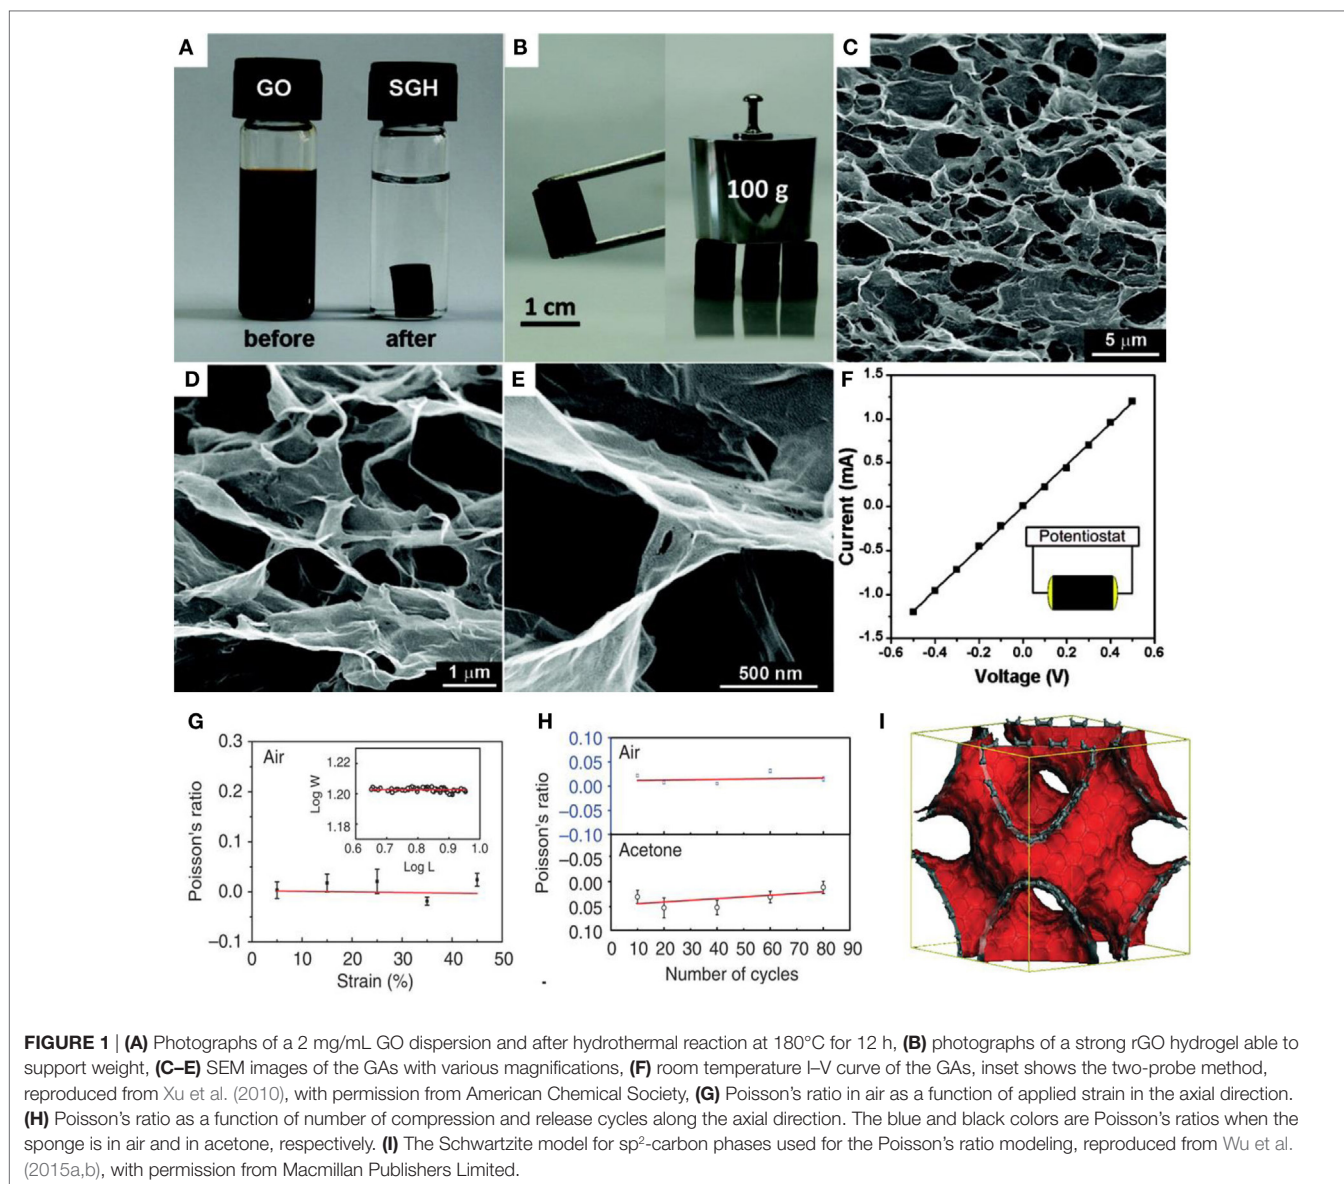 A
GO
SGH
before
after
B
100 g
1 cm
C
5 µm
D
1 µm
E
500 nm
F
1.5
1.0
0.5
0.0
-0.5
-1.0
-1.5
Current (mA)
Potentiostat
-0.6 -0.4 -0.2 0.0 0.2 0.4 0.6
Voltage (V)
G
0.3
0.2
0.1
0.0
−0.1
Poisson's ratio
Air
1.22
1.20
1.18
Log W
0.6 0.7 0.8 0.9 1.0
Log L
0 10 20 30 40 50
Strain (%)
H
0.10
0.05
0.00
−0.05
−0.10
Air
Poisson's ratio
−0.05
0.00
0.05
0.10
Acetone
0 10 20 30 40 50 60 70 80 90
Number of cycles
I
FIGURE 1 | (A) Photographs of a 2 mg/mL GO dispersion and after hydrothermal reaction at 180°C for 12 h, (B) photographs of a strong rGO hydrogel able to
support weight, (C–E) SEM images of the GAs with various magnifications, (F) room temperature I–V curve of the GAs, inset shows the two-probe method,
reproduced from Xu et al. (2010), with permission from American Chemical Society, (G) Poisson's ratio in air as a function of applied strain in the axial direction.
(H) Poisson's ratio as a function of number of compression and release cycles along the axial direction. The blue and black colors are Poisson's ratios when the
sponge is in air and in acetone, respectively. (I) The Schwartzite model for sp²-carbon phases used for the Poisson's ratio modeling, reproduced from Wu et al.
(2015a,b), with permission from Macmillan Publishers Limited.